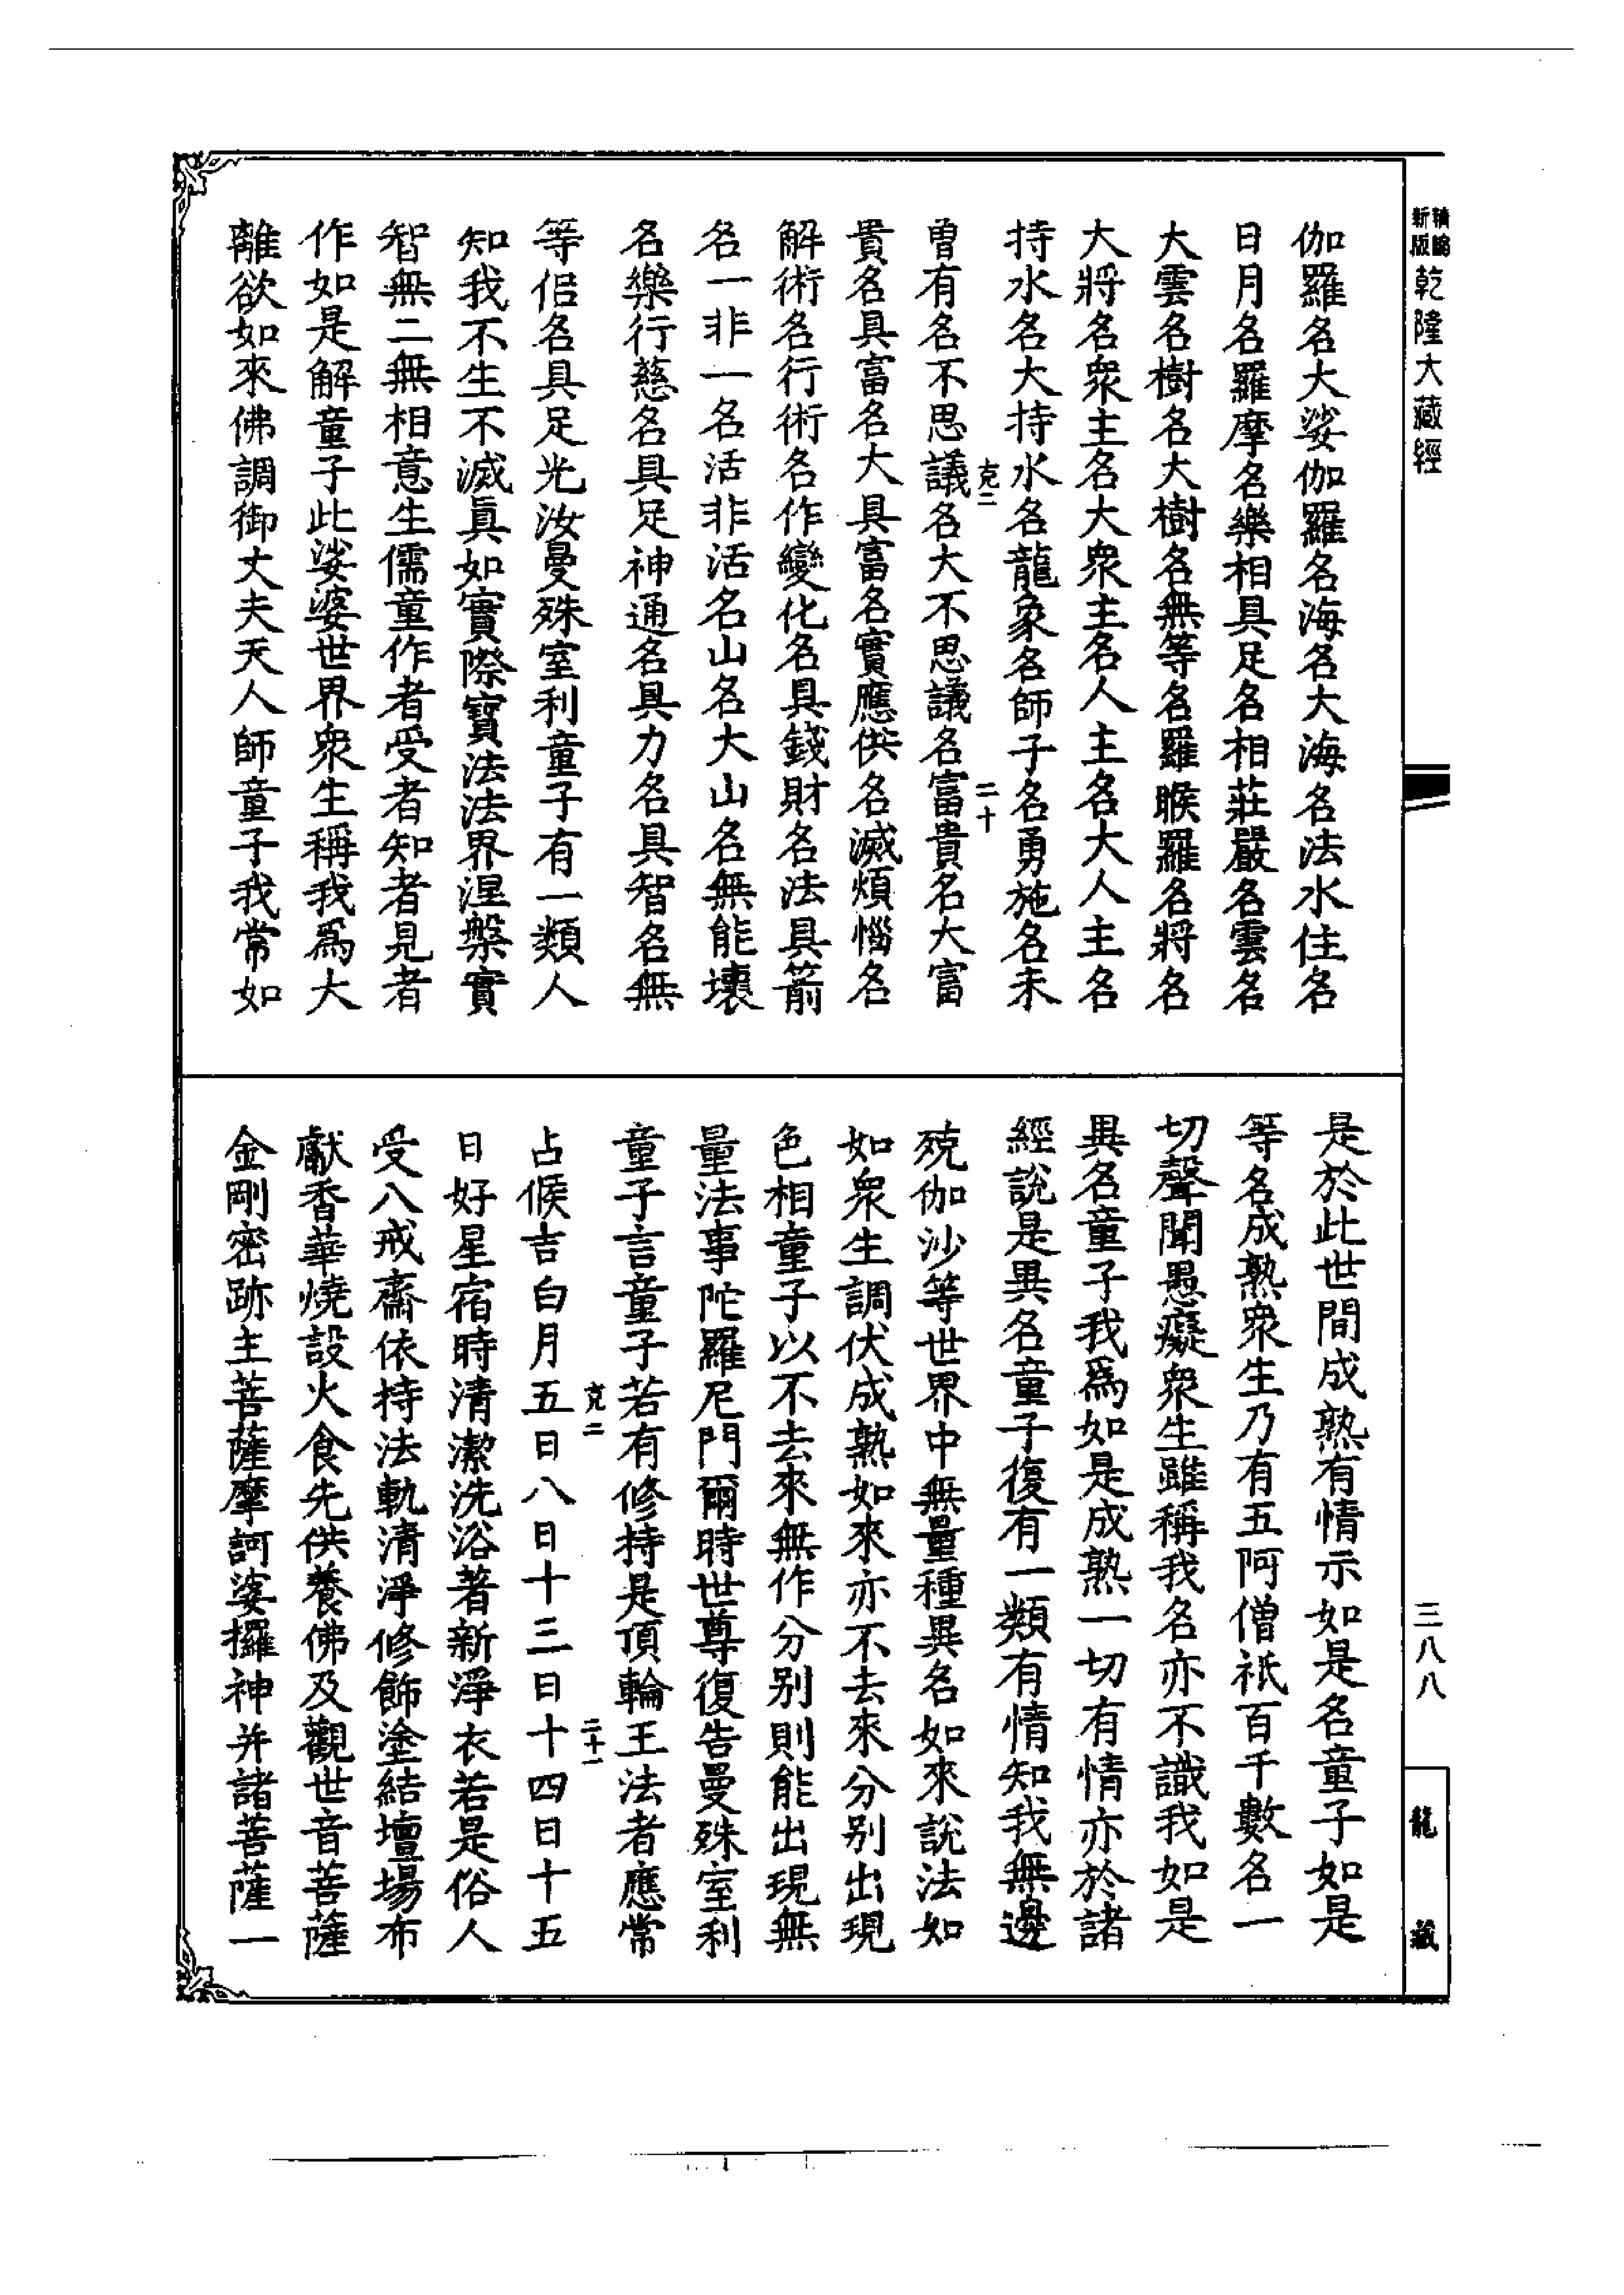 精編
新版
乾隆大藏經
伽羅名大娑伽羅名海名大海名法水住名
日月名羅摩名樂相具足名相莊嚴名雲名
大雲名樹名大樹名無等名羅睺羅名將名
大將名衆主名大衆主名人主名大人主名
持水名大持水名龍象名師子名勇施名未
克二
二十
曾有名不思議名大不思議名富貴名大富
貴名具富名大具富名實應供名滅煩惱名
解術名行術名作變化名具錢財名法具箭
名一非一名活非活名山名大山名無能壞
名樂行慈名具足神通名具力名具智名無
等侣名具足光汝曼殊室利童子有一類人
知我不生不滅真如實際寶法法界涅槃實
智無二無相意生儒童作者受者知者見者
作如是解童子此娑婆世界衆生稱我爲大
離欲如來佛調御丈夫天人師童子我常如
是於此世間成熟有情示如是名童子如是
等名成熟衆生乃有五阿僧祇百千數名一
切聲聞愚癡衆生雖稱我名亦不識我如是
異名童子我爲如是成熟一切有情亦於諸
經說是異名童子復有一類有情知我無邊
殑伽沙等世界中無量種異名如來說法如
如衆生調伏成熟如來亦不去來分别出現
色相童子以不去來無作分别則能出現無
量法事陀羅尼門爾時世尊復告曼殊室利
童子言童子若有修持是頂輪王法者應常
克二
二十一
占候吉白月五日八日十三日十四日十五
日好星宿時清潔洗浴著新淨衣若是俗人
受八戒齋依持法軌清淨修飾塗結壇場布
獻香華燒設火食先供養佛及觀世音菩薩
金剛密跡主菩薩摩訶娑攞神并諸菩薩一
三八八
龍藏